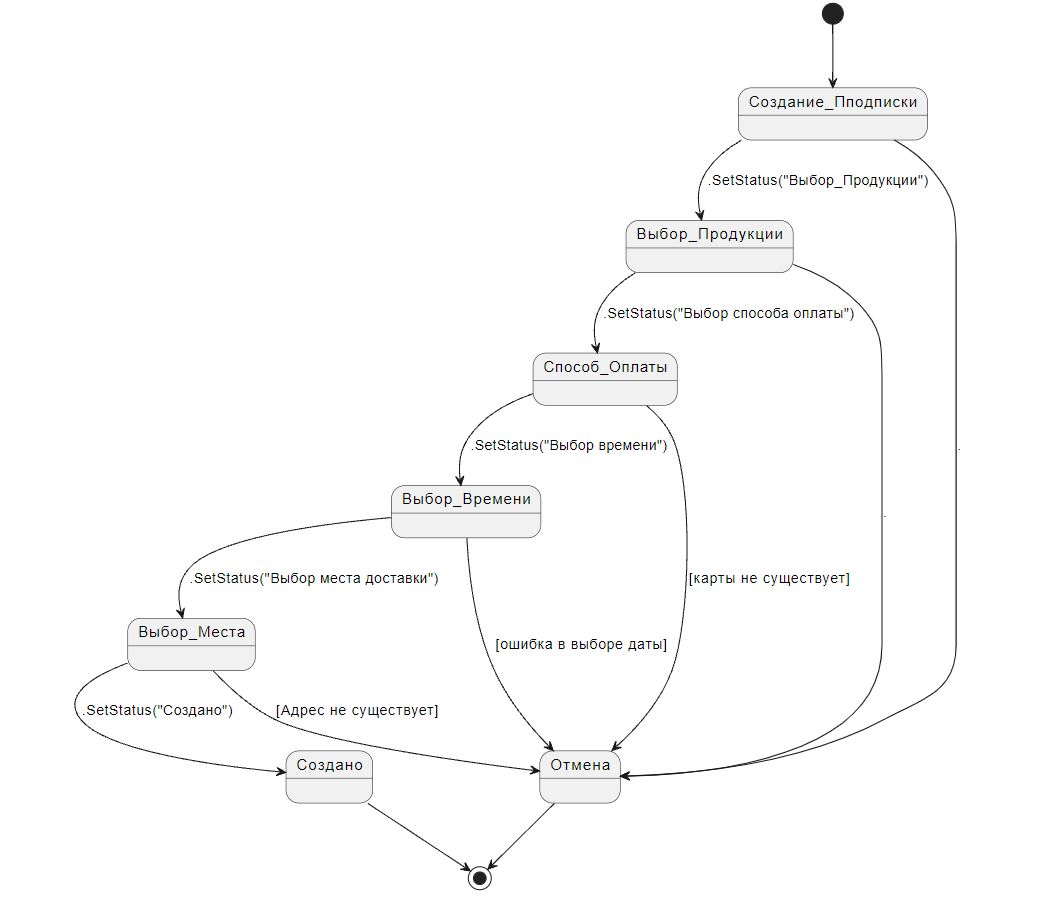 Создание_Пподписки
.SetStatus("Выбор_Продукции")
Выбор_Продукции
.SetStatus("Выбор способа оплаты")
Способ_Оплаты
.SetStatus("Выбор времени")
.
Выбор_Времени
.
.SetStatus("Выбор места доставки")
[карты не существует]
Выбор_Места
[ошибка в выборе даты]
.SetStatus("Создано")
[Адрес не существует]
Создано
Отмена